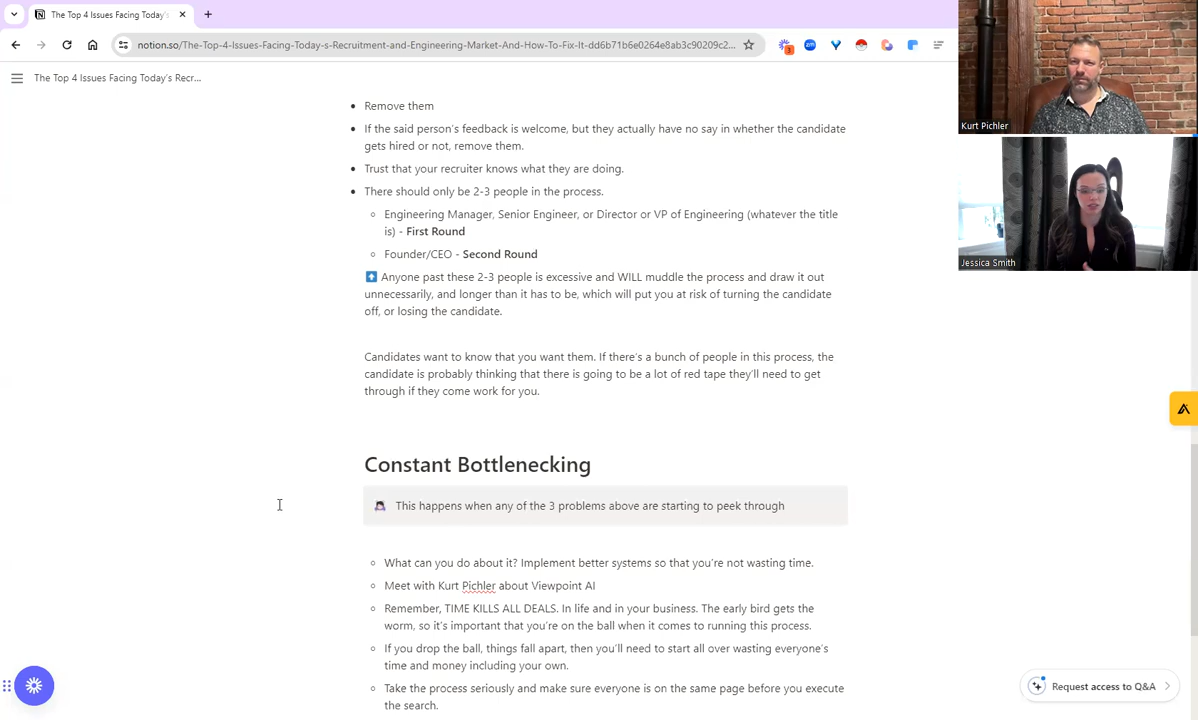 The Top 4 Issues Facing Today's
notion.so/The-Top-4-Issues-Facing-Today-s-Recruitment-and-Engineering-Market-And-How-To-Fix-It-dd6b71b6e0264e8ab3c90209c2...
3
zm
The Top 4 Issues Facing Today's Recr...
Kurt Pichler
Jessica Smith
Remove them
If the said person's feedback is welcome, but they actually have no say in whether the candidate
gets hired or not, remove them.
Trust that your recruiter knows what they are doing.
There should only be 2-3 people in the process.
Engineering Manager, Senior Engineer, or Director or VP of Engineering (whatever the title
is) - First Round
Founder/CEO - Second Round
Anyone past these 2-3 people is excessive and WILL muddle the process and draw it out
unnecessarily, and longer than it has to be, which will put you at risk of turning the candidate
off, or losing the candidate.
Candidates want to know that you want them. If there's a bunch of people in this process, the
candidate is probably thinking that there is going to be a lot of red tape they'll need to get
through if they come work for you.
Constant Bottlenecking
This happens when any of the 3 problems above are starting to peek through
What can you do about it? Implement better systems so that you're not wasting time.
Meet with Kurt Pichler about Viewpoint AI
Remember, TIME KILLS ALL DEALS. In life and in your business. The early bird gets the
worm, so it's important that you're on the ball when it comes to running this process.
If you drop the ball, things fall apart, then you'll need to start all over wasting everyone's
time and money including your own.
Take the process seriously and make sure everyone is on the same page before you execute
the search.
Request access to Q&A